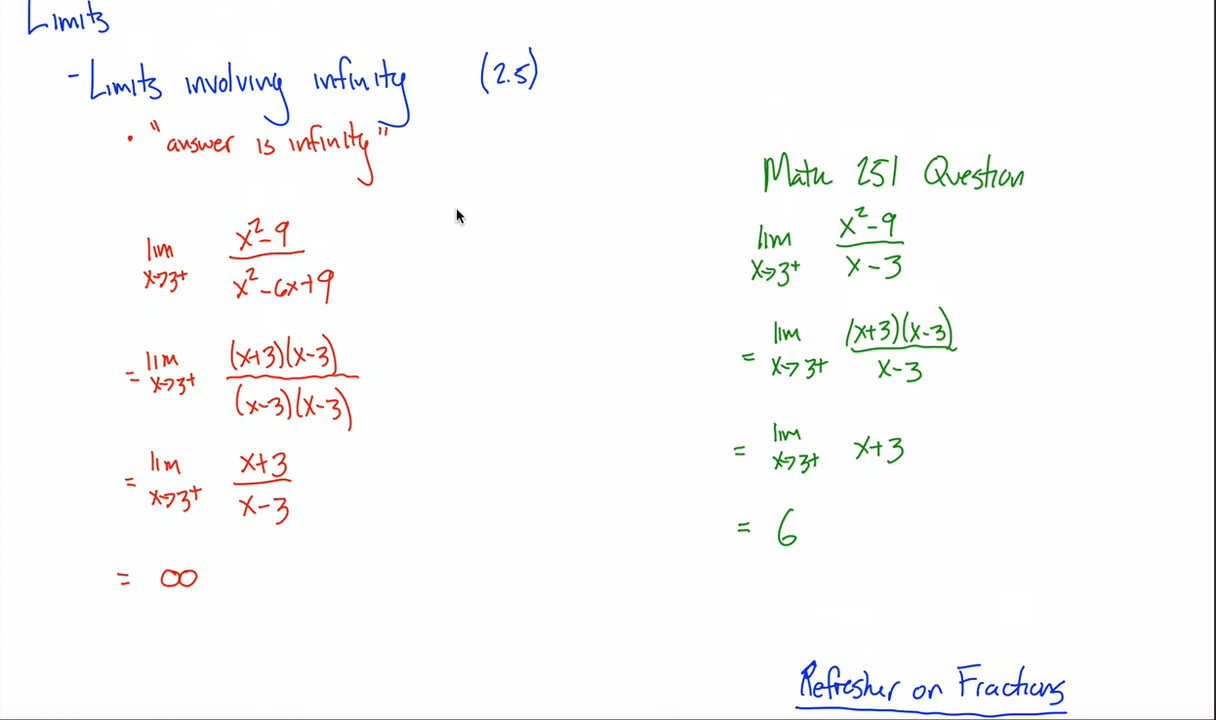 Limits
- Limits involving infinity (2.5)
• "answer is infinity"
lim x→3+ x²-9 / x²-6x+9
= lim x→3+ (x+3)(x-3) / (x-3)(x-3)
= lim x→3+ x+3 / x-3
= ∞
Math 251 Question
lim x→3+ x²-9 / x-3
= lim x→3+ (x+3)(x-3) / x-3
= lim x→3+ x+3
= 6
Refresher on Fractions